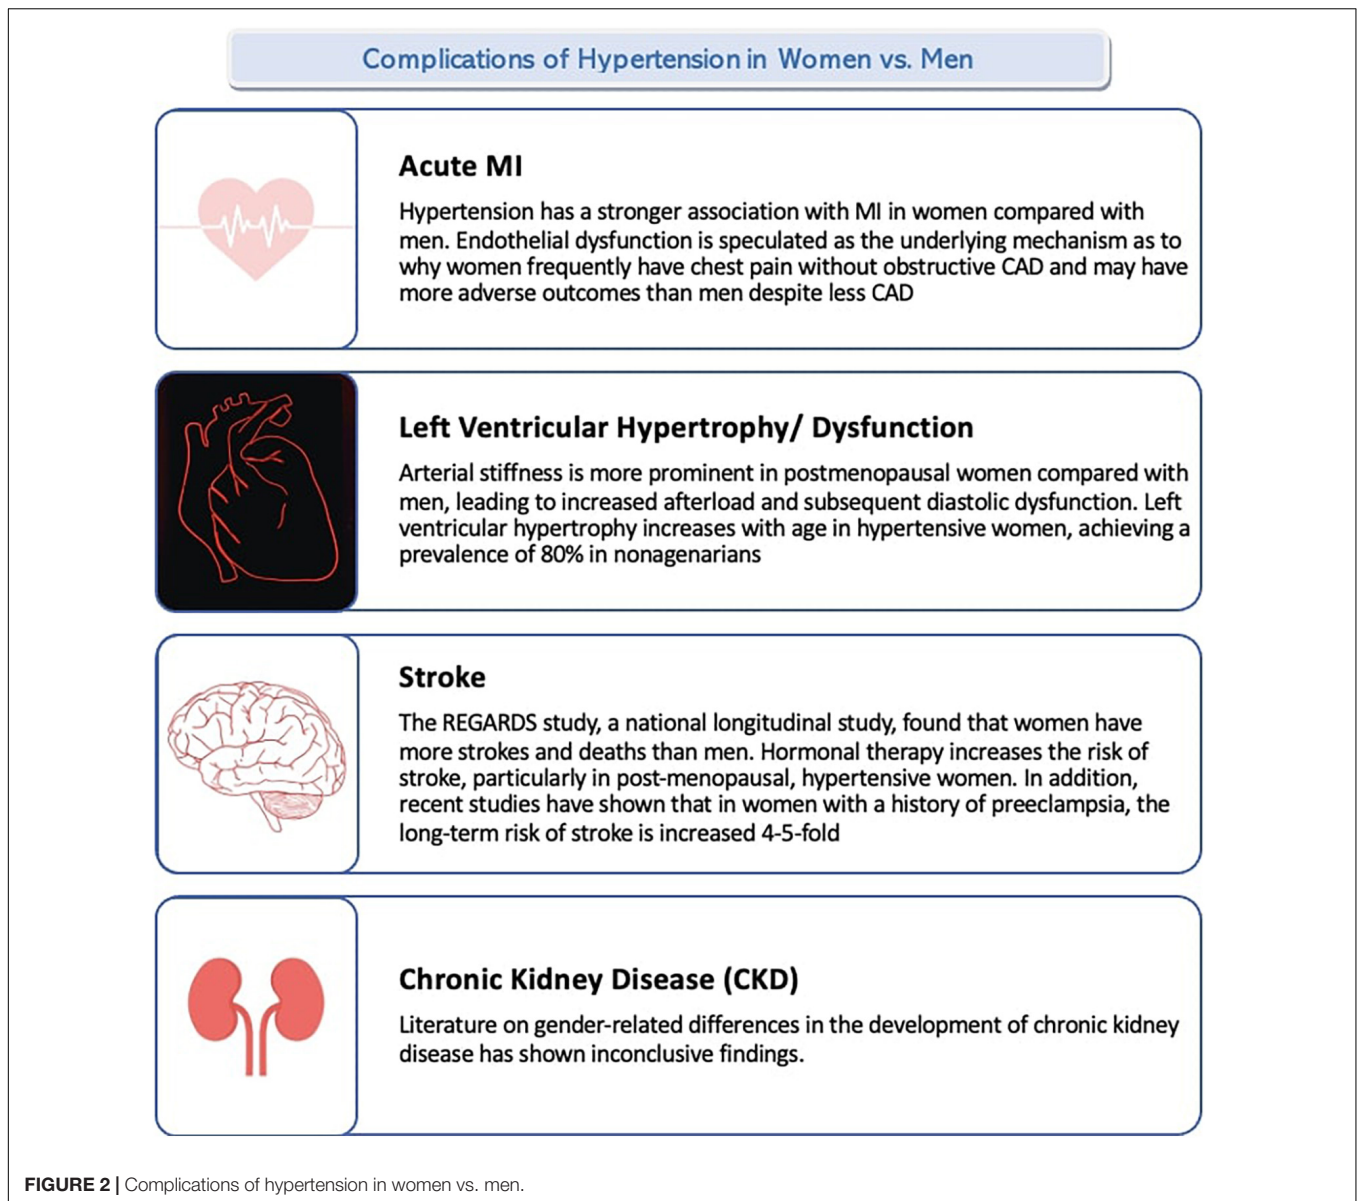 Complications of Hypertension in Women vs. Men
Acute MI
Hypertension has a stronger association with MI in women compared with
men. Endothelial dysfunction is speculated as the underlying mechanism as to
why women frequently have chest pain without obstructive CAD and may have
more adverse outcomes than men despite less CAD
Left Ventricular Hypertrophy/ Dysfunction
Arterial stiffness is more prominent in postmenopausal women compared with
men, leading to increased afterload and subsequent diastolic dysfunction. Left
ventricular hypertrophy increases with age in hypertensive women, achieving a
prevalence of 80% in nonagenarians
Stroke
The REGARDS study, a national longitudinal study, found that women have
more strokes and deaths than men. Hormonal therapy increases the risk of
stroke, particularly in post-menopausal, hypertensive women. In addition,
recent studies have shown that in women with a history of preeclampsia, the
long-term risk of stroke is increased 4-5-fold
Chronic Kidney Disease (CKD)
Literature on gender-related differences in the development of chronic kidney
disease has shown inconclusive findings.
FIGURE 2 | Complications of hypertension in women vs. men.